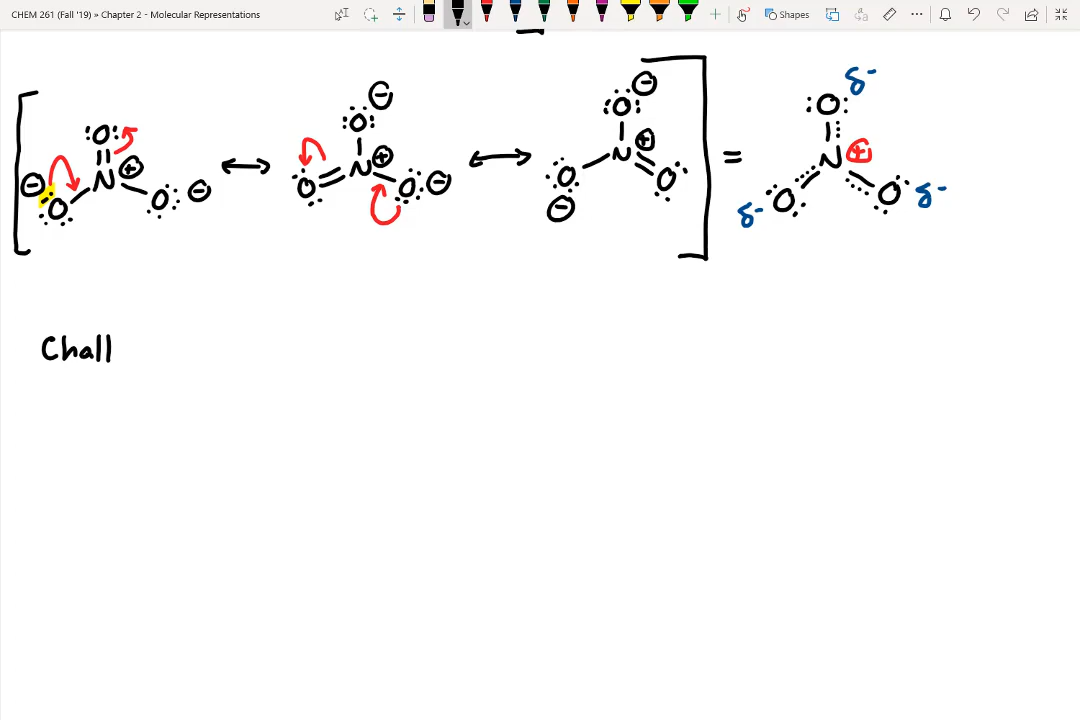 CHEM 261 (Fall '19) » Chapter 2 - Molecular Representations
Shapes
[ O O N ⊕ O ⊖ ⊖ ↔ O ⊖ N ⊕ O O ⊖ ↔ O ⊖ N ⊕ O O ⊖ ] = O δ- N ⊕ O δ- O δ-
Chall